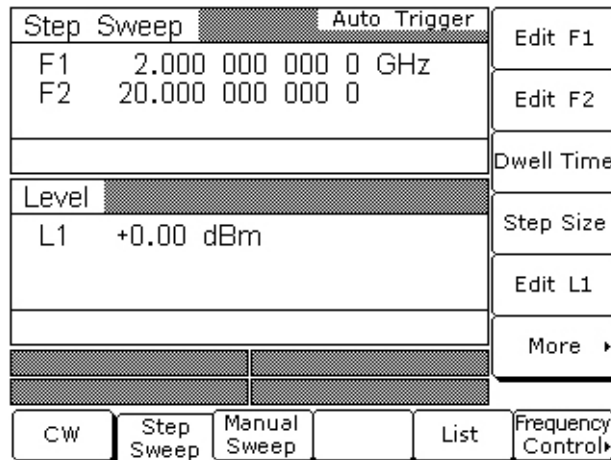 Step Sweep Auto Trigger
F1 2.000 000 000 0 GHz
F2 20.000 000 000 0
Level
L1 +0.00 dBm
Edit F1
Edit F2
Dwell Time
Step Size
Edit L1
More
CW
Step
Sweep
Manual
Sweep
List
Frequency
Control